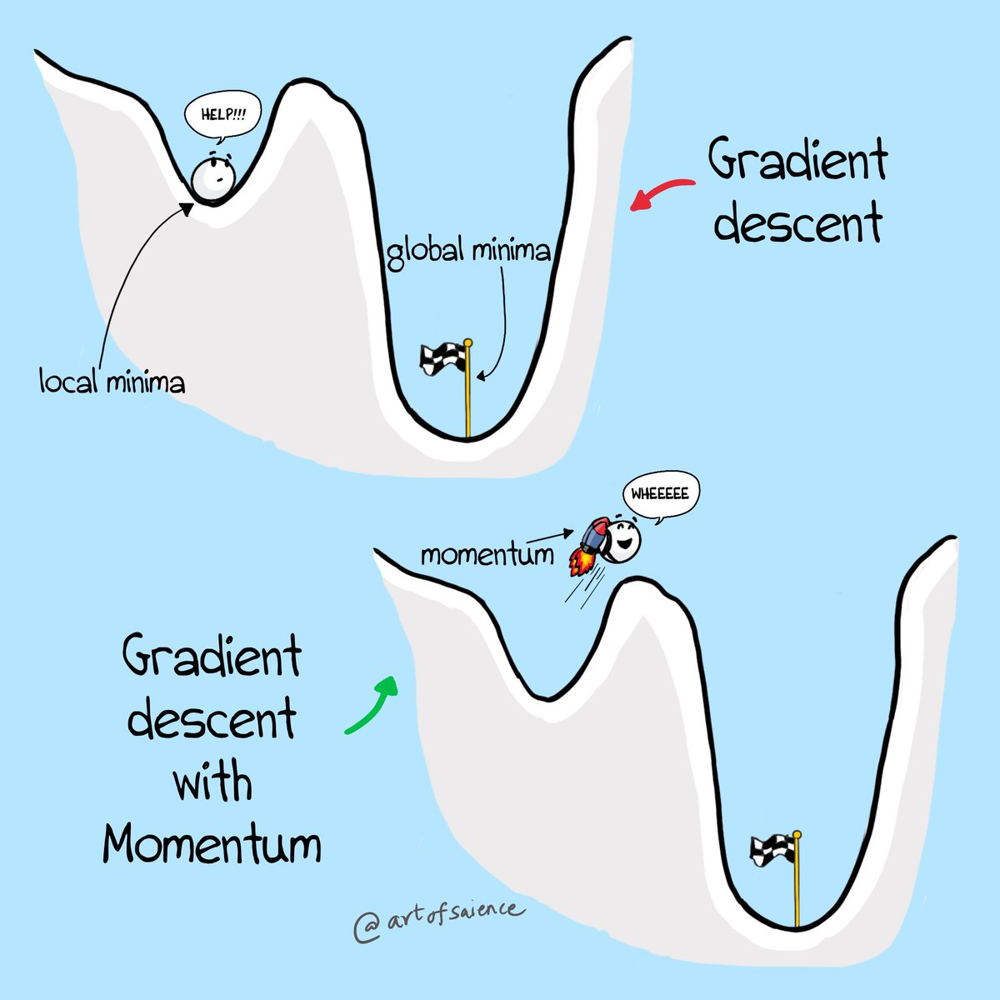 HELP!!!
Gradient
descent
global minima
local minima
WHEEEEE
momentum
Gradient
descent
with
Momentum
@artofsaience